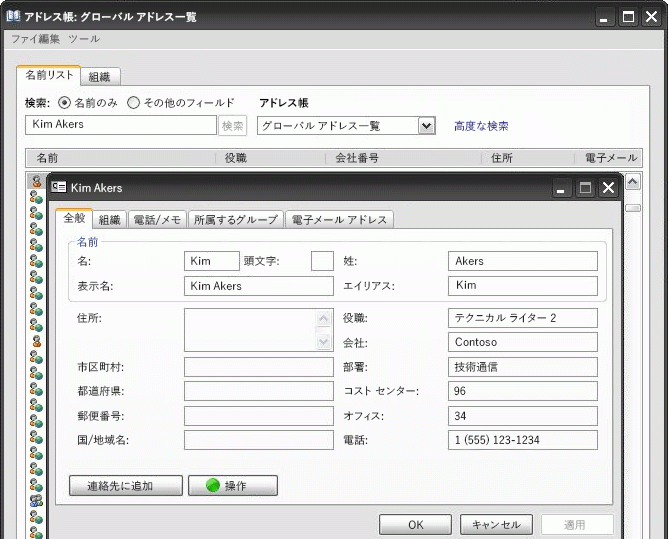 アドレス帳: グローバル アドレス一覧
ファイ編集 ツール
名前リスト 組織
検索: 名前のみ その他のフィールド アドレス帳
Kim Akers 検索 グローバル アドレス一覧 高度な検索
名前 役職 会社番号 住所 電子メール
Kim Akers
全般 組織 電話/メモ 所属するグループ 電子メール アドレス
名前
名: Kim 頭文字: 姓: Akers
表示名: Kim Akers エイリアス: Kim
住所: 役職: テクニカル ライター 2
会社: Contoso
市区町村: 部署: 技術通信
都道府県: コスト センター: 96
郵便番号: オフィス: 34
国/地域名: 電話: 1 (555) 123-1234
連絡先に追加 操作
OK キャンセル 適用